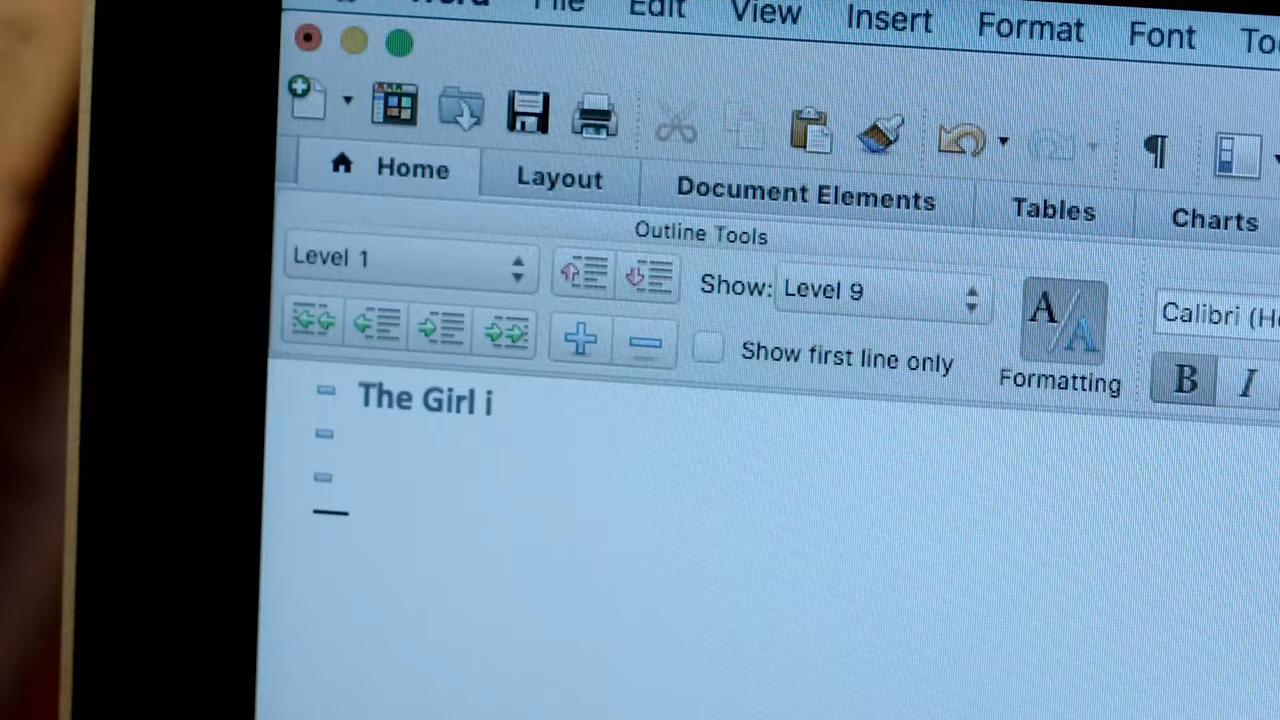 Word File Edit View Insert Format Font
Home Layout Document Elements Tables Charts
Outline Tools
Level 1 Show: Level 9 Calibri
Show first line only Formatting B I
The Girl i